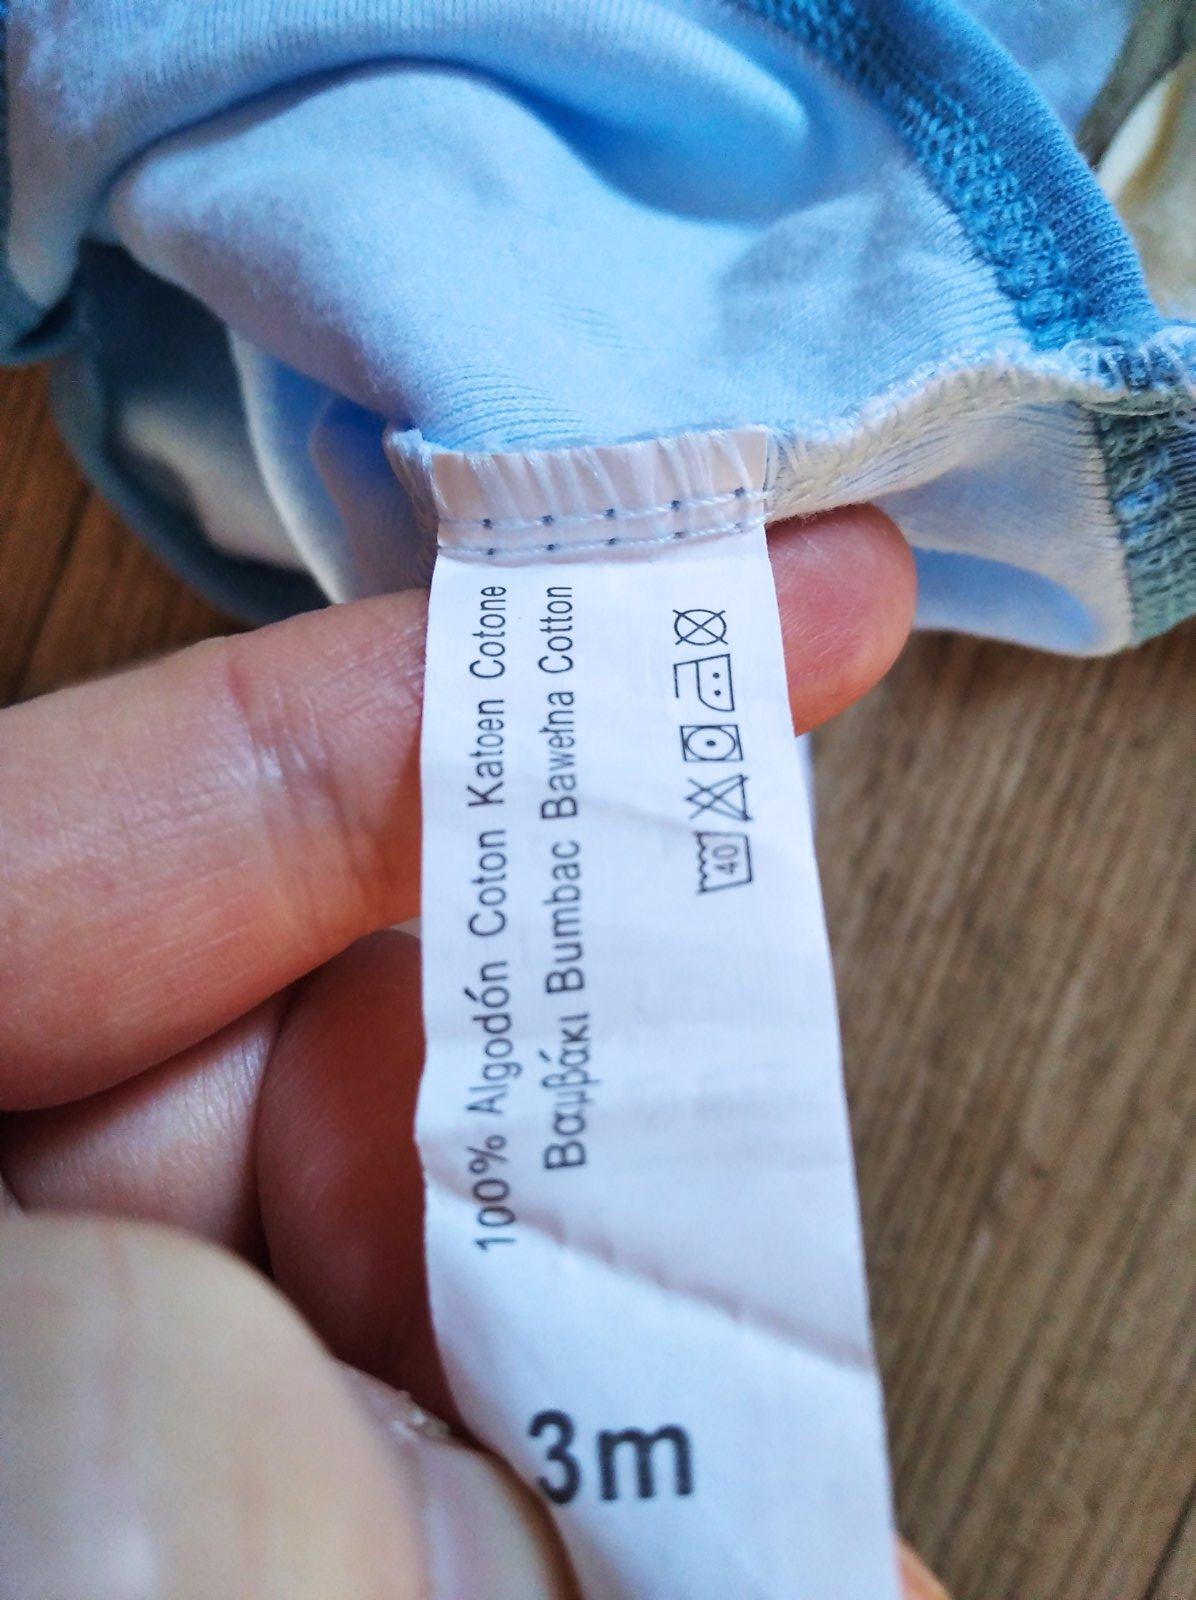 100% Algodón Coton Katoen Cotone
Βαμβάκι Bumbac Bawełna Cotton
40
3m